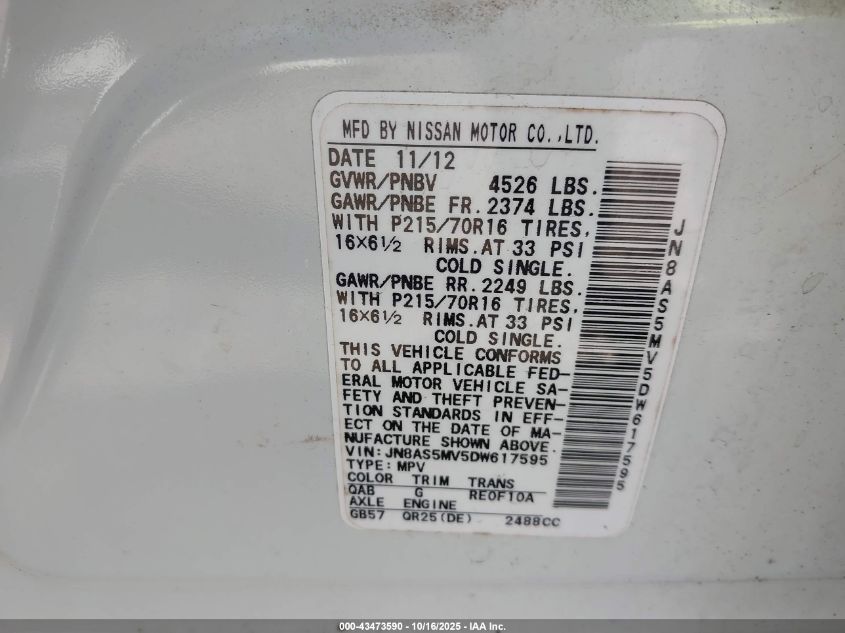 MFD BY NISSAN MOTOR CO.,LTD.
DATE 11/12
GVWR/PNBV 4526 LBS.
GAWR/PNBE FR. 2374 LBS.
WITH P215/70R16 TIRES,
16×6½ RIMS.AT 33 PSI
COLD SINGLE.
GAWR/PNBE RR. 2249 LBS.
WITH P215/70R16 TIRES,
16×6½ RIMS.AT 33 PSI
COLD SINGLE.
THIS VEHICLE CONFORMS
TO ALL APPLICABLE FED-
ERAL MOTOR VEHICLE SA-
FETY AND THEFT PREVEN-
TION STANDARDS IN EFF-
ECT ON THE DATE OF MA-
NUFACTURE SHOWN ABOVE.
VIN: JN8AS5MV5DW617595
TYPE: MPV
COLOR TRIM TRANS
QAB G RE0F10A
AXLE ENGINE
GB57 QR25(DE) 2488CC
JN8AS5MV5DW617595
000-43473590 - 10/16/2025 - IAA Inc.